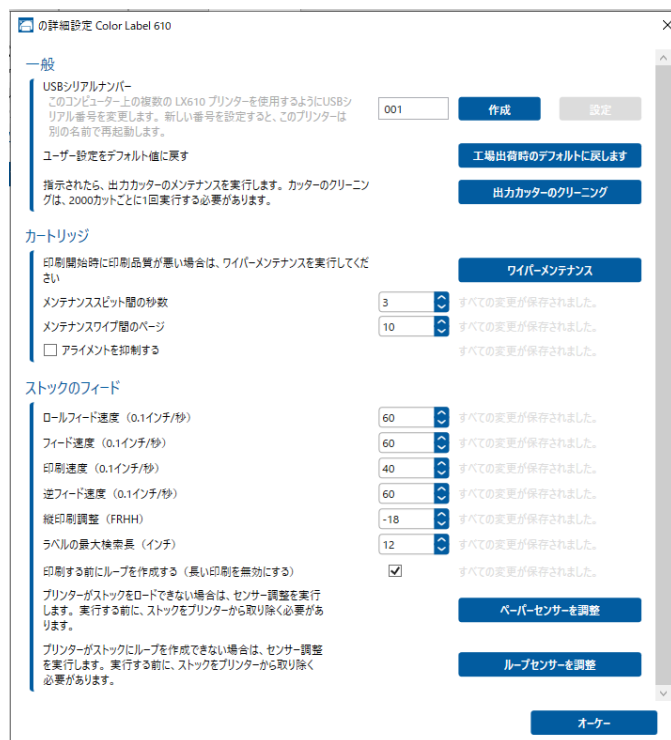 の詳細設定 Color Label 610
一般
USBシリアルナンバー
このコンピューター上の複数の LX610 プリンターを使用するようにUSBシ
リアル番号を変更します。新しい番号を設定すると、このプリンターは
別の名前で再起動します。
001
作成
設定
ユーザー設定をデフォルト値に戻す
工場出荷時のデフォルトに戻します
指示されたら、出力カッターのメンテナンスを実行します。カッターのクリーニン
グは、2000カットごとに1回実行する必要があります。
出力カッターのクリーニング
カートリッジ
印刷開始時に印刷品質が悪い場合は、ワイパーメンテナンスを実行してくだ
さい
ワイパーメンテナンス
メンテナンススピット間の秒数
3
すべての変更が保存されました。
メンテナンスワイプ間のページ
10
すべての変更が保存されました。
アライメントを抑制する
すべての変更が保存されました。
ストックのフィード
ロールフィード速度（0.1インチ/秒）
60
すべての変更が保存されました。
フィード速度（0.1インチ/秒）
60
すべての変更が保存されました。
印刷速度（0.1インチ/秒）
40
すべての変更が保存されました。
逆フィード速度（0.1インチ/秒）
60
すべての変更が保存されました。
縦印刷調整（FRHH）
-18
すべての変更が保存されました。
ラベルの最大検索長（インチ）
12
すべての変更が保存されました。
印刷する前にループを作成する（長い印刷を無効にする）
すべての変更が保存されました。
プリンターがストックをロードできない場合は、センサー調整を実行
します。実行する前に、ストックをプリンターから取り除く必要があ
ります。
ペーパーセンサーを調整
プリンターがストックにループを作成できない場合は、センサー調整
を実行します。実行する前に、ストックをプリンターから取り除く
必要があります。
ループセンサーを調整
オーケー